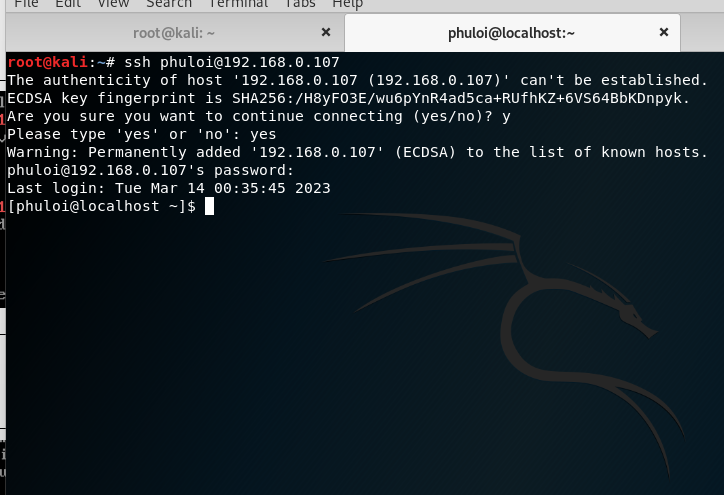 File Edit View Search Terminal Tabs Help
root@kali: ~ × phuloi@localhost:~ ×
root@kali:~# ssh phuloi@192.168.0.107
The authenticity of host '192.168.0.107 (192.168.0.107)' can't be established.
ECDSA key fingerprint is SHA256:/H8yFO3E/wu6pYnR4ad5ca+RUfhKZ+6VS64BbKDnpyk.
Are you sure you want to continue connecting (yes/no)? y
Please type 'yes' or 'no': yes
Warning: Permanently added '192.168.0.107' (ECDSA) to the list of known hosts.
phuloi@192.168.0.107's password:
Last login: Tue Mar 14 00:35:45 2023
[phuloi@localhost ~]$